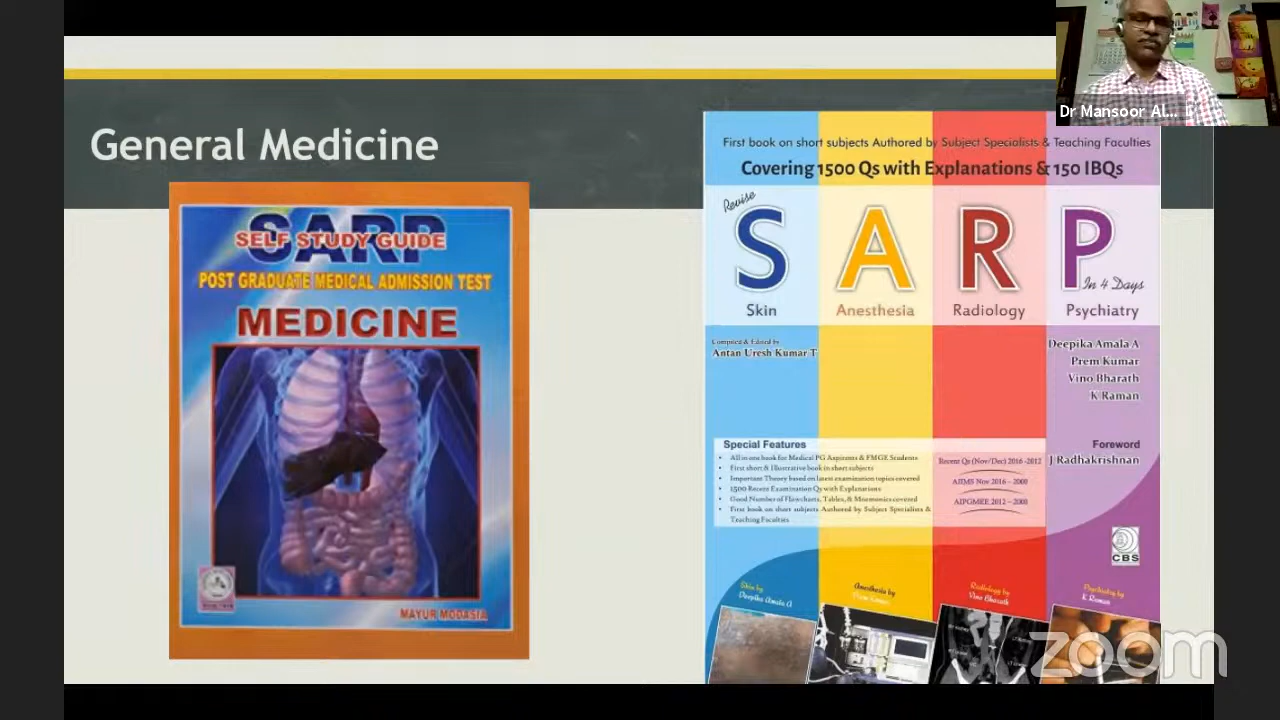 General Medicine
SARP
SELF STUDY GUIDE
POST GRADUATE MEDICAL ADMISSION TEST
MEDICINE
MAYUR MODASIA
First book on short subjects Authored by Subject Specialists & Teaching Faculties
Covering 1500 Qs with Explanations & 150 IBQs
Revise
S A R P
In 4 Days
Skin Anesthesia Radiology Psychiatry
Compiled & Edited by
Antan Uresh Kumar T
Deepika Amala A
Prem Kumar
Vino Bharath
K Raman
Special Features
• All in one book for Medical PG Aspirants & FMGE Students
• First short & Illustrative book in short subjects
• Important Theory based on latest examination topics covered
• 1500 Recent Examination Qs with Explanations
• Good Number of Flowcharts, Tables, & Mnemonics covered
• First book on short subjects Authored by Subject Specialists &
Teaching Faculties
Recent Qs (Nov/Dec) 2016 -2012
AIIMS Nov 2016 – 2008
AIPGMEE 2012 – 2008
Foreword
J Radhakrishnan
CBS
Skin by
Deepika Amala A
Anesthesia by
Prem Kumar
Radiology by
Vino Bharath
Psychiatry by
K Raman
Dr Mansoor Al...
zoom